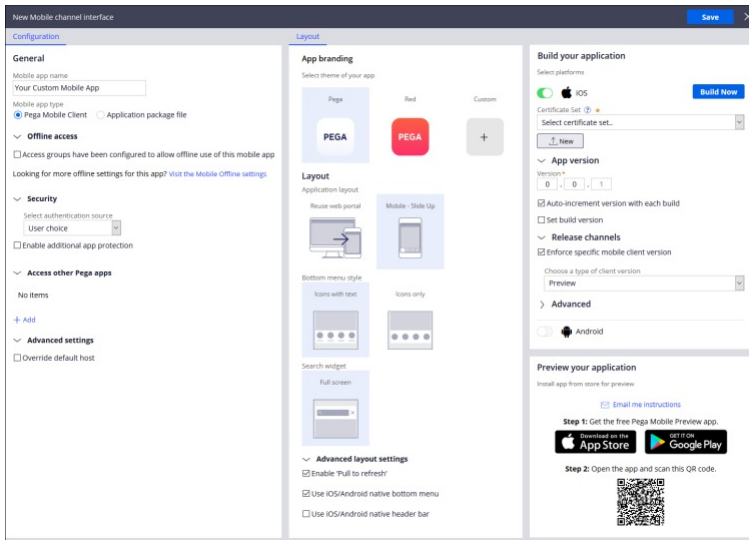 New Mobile channel interface
Save
Configuration
General
Mobile app name
Your Custom Mobile App
Mobile app type
Pega Mobile Client
Application package file
Offline access
Access groups have been configured to allow offline use of this mobile app
Looking for more offline settings for this app? Visit the Mobile Offline settings
Security
Select authentication source
User choice
Enable additional app protection
Access other Pega apps
No items
+ Add
Advanced settings
Override default host
Layout
App branding
Select theme of your app
Pega
Red
Custom
PEGA
PEGA
+
Layout
Application layout
Reuse web portal
Mobile - Slide Up
Bottom menu style
Icons with text
Icons only
Search widget
Full screen
Advanced layout settings
Enable 'Pull to refresh'
Use iOS/Android native bottom menu
Use iOS/Android native header bar
Build your application
Select platforms
iOS
Build Now
Certificate Set ? *
Select certificate set..
New
App version
Version*
0 . 0 . 1
Auto-increment version with each build
Set build version
Release channels
Enforce specific mobile client version
Choose a type of client version
Preview
Advanced
Android
Preview your application
Install app from store for preview
Email me instructions
Step 1: Get the free Pega Mobile Preview app.
Download on the
App Store
GET IT ON
Google Play
Step 2: Open the app and scan this QR code.